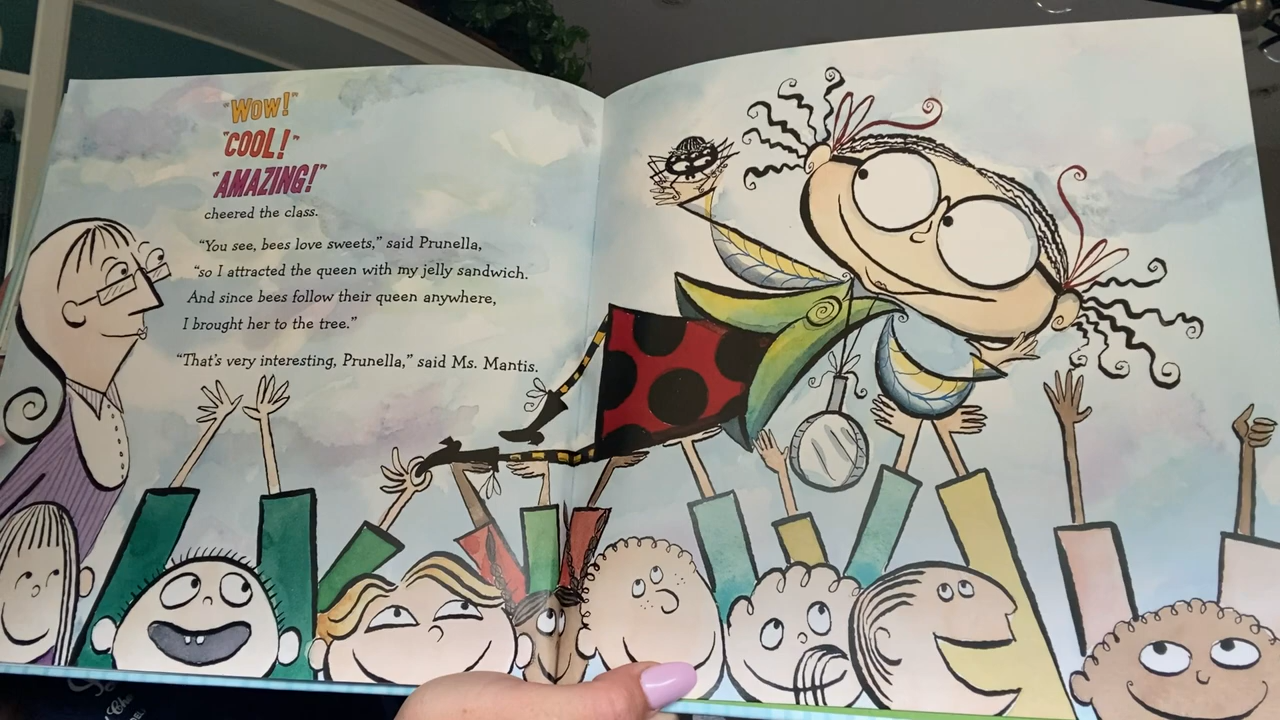 "WOW!"
"COOL!"
"AMAZING!"
cheered the class.
"You see, bees love sweets," said Prunella,
"so I attracted the queen with my jelly sandwich.
And since bees follow their queen anywhere,
I brought her to the tree."
"That's very interesting, Prunella," said Ms. Mantis.